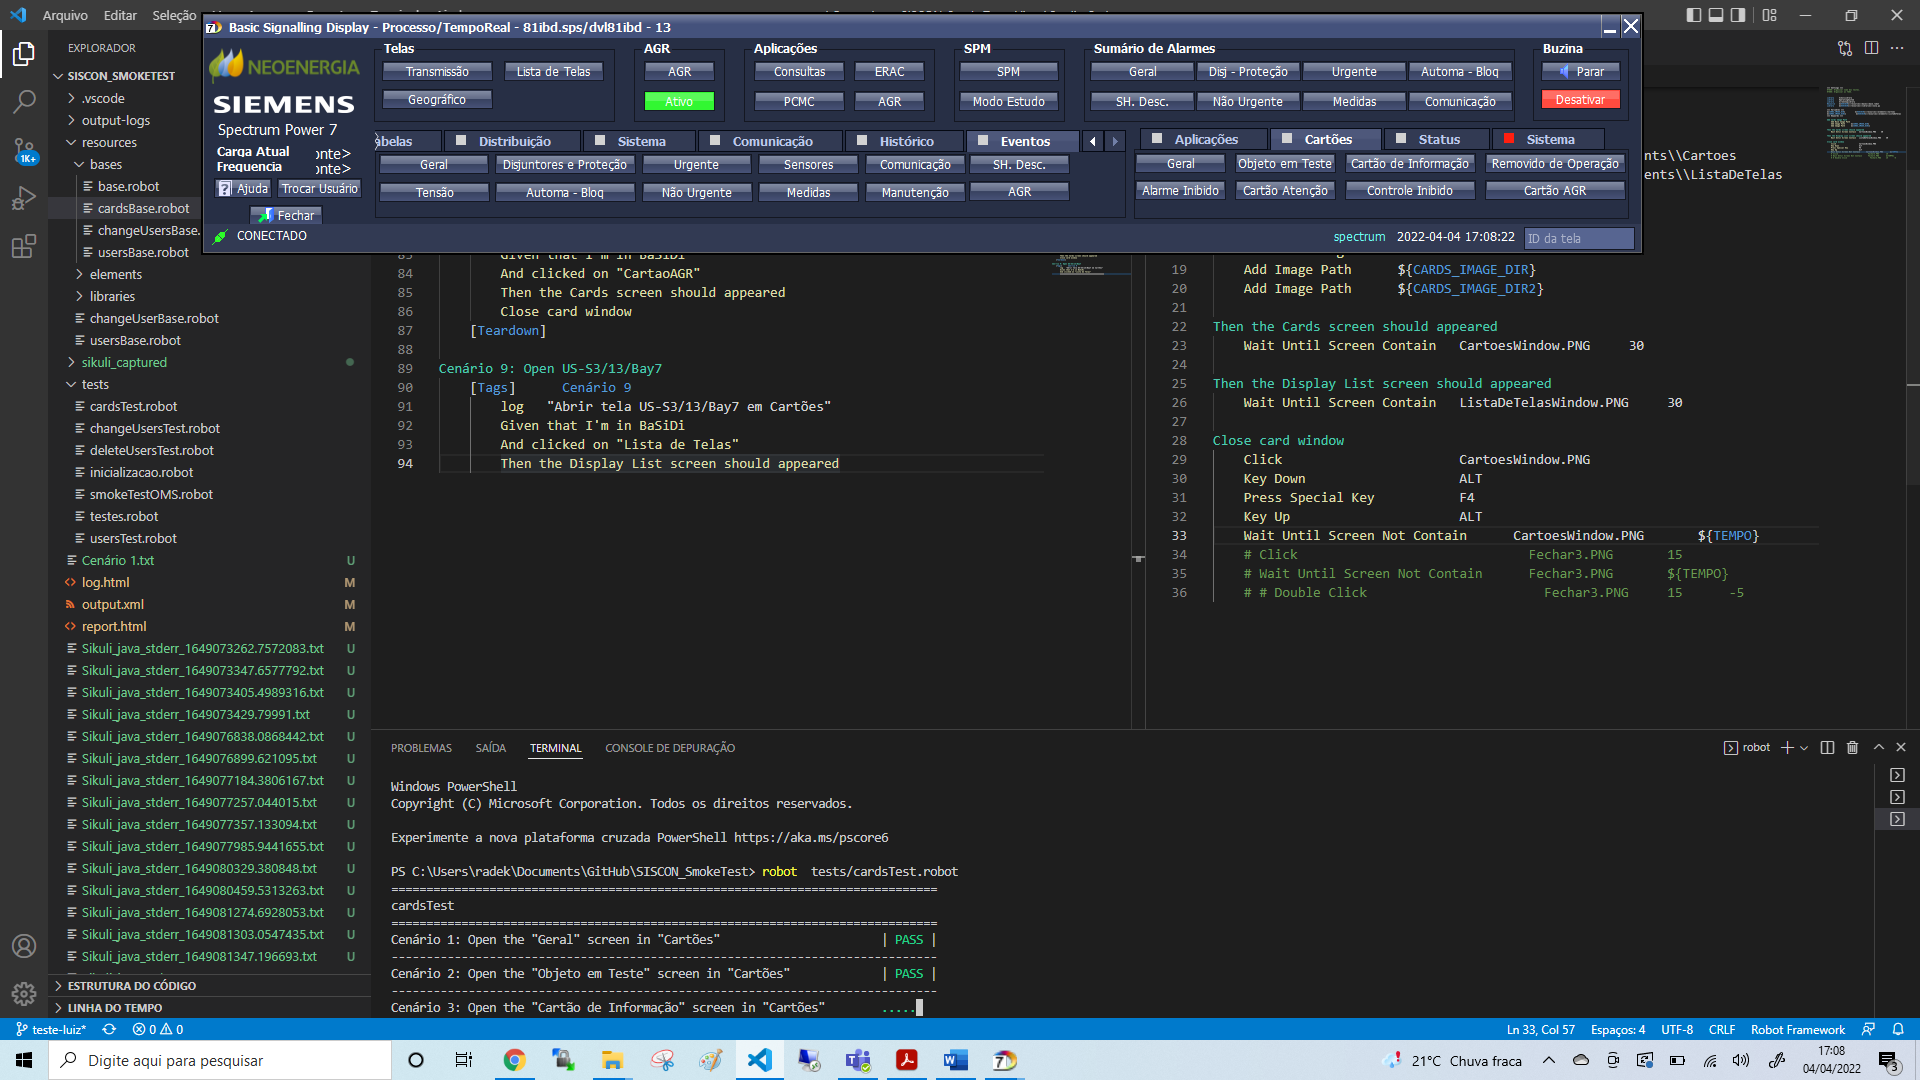 Arquivo Editar Seleção
Basic Signalling Display - Processo/TempoReal - 81ibd.sps/dvl81ibd - 13
NEOENERGIA
SIEMENS
Spectrum Power 7
Carga Atual
Frequencia
onte>
onte>
Ajuda Trocar Usuário
Fechar
CONECTADO
Telas
Transmissão Lista de Telas
Geográfico
AGR
AGR
Ativo
Aplicações
Consultas ERAC
PCMC AGR
SPM
SPM
Modo Estudo
Sumário de Alarmes
Geral Disj - Proteção Urgente Automa - Bloq
SH. Desc. Não Urgente Medidas Comunicação
Buzina
Parar
Desativar
abelas Distribuição Sistema Comunicação Histórico Eventos
Geral Disjuntores e Proteção Urgente Sensores Comunicação SH. Desc.
Tensão Automa - Bloq Não Urgente Medidas Manutenção AGR
Aplicações Cartões Status Sistema
Geral Objeto em Teste Cartão de Informação Removido de Operação
Alarme Inibido Cartão Atenção Controle Inibido Cartão AGR
spectrum 2022-04-04 17:08:22 ID da tela
EXPLORADOR
SISCON_SMOKETEST
.vscode
output-logs
resources
bases
base.robot
cardsBase.robot
changeUsersBase.
usersBase.robot
elements
libraries
changeUserBase.robot
usersBase.robot
sikuli_captured
tests
cardsTest.robot
changeUsersTest.robot
deleteUsersTest.robot
inicializacao.robot
smokeTestOMS.robot
testes.robot
usersTest.robot
Cenário 1.txt U
log.html M
output.xml M
report.html M
Sikuli_java_stderr_1649073262.7572083.txt U
Sikuli_java_stderr_1649073347.6577792.txt U
Sikuli_java_stderr_1649073405.4989316.txt U
Sikuli_java_stderr_1649073429.79991.txt U
Sikuli_java_stderr_1649076838.0868442.txt U
Sikuli_java_stderr_1649076899.621095.txt U
Sikuli_java_stderr_1649077184.3806167.txt U
Sikuli_java_stderr_1649077257.044015.txt U
Sikuli_java_stderr_1649077357.133094.txt U
Sikuli_java_stderr_1649077985.9441655.txt U
Sikuli_java_stderr_1649080329.380848.txt U
Sikuli_java_stderr_1649080459.5313263.txt U
Sikuli_java_stderr_1649081274.6928053.txt U
Sikuli_java_stderr_1649081303.0547435.txt U
Sikuli_java_stderr_1649081347.196693.txt U
ESTRUTURA DO CÓDIGO
LINHA DO TEMPO
1K+
83 Given that I'm in BaSiDi
84 And clicked on "CartaoAGR"
85 Then the Cards screen should appeared
86 Close card window
87 [Teardown]
88
89 Cenário 9: Open US-S3/13/Bay7
90 [Tags] Cenário 9
91 log "Abrir tela US-S3/13/Bay7 em Cartões"
92 Given that I'm in BaSiDi
93 And clicked on "Lista de Telas"
94 Then the Display List screen should appeared
nts\\Cartoes
ents\\ListaDeTelas
19 Add Image Path ${CARDS_IMAGE_DIR}
20 Add Image Path ${CARDS_IMAGE_DIR2}
21
22 Then the Cards screen should appeared
23 Wait Until Screen Contain CartoesWindow.PNG 30
24
25 Then the Display List screen should appeared
26 Wait Until Screen Contain ListaDeTelasWindow.PNG 30
27
28 Close card window
29 Click CartoesWindow.PNG
30 Key Down ALT
31 Press Special Key F4
32 Key Up ALT
33 Wait Until Screen Not Contain CartoesWindow.PNG ${TEMPO}
34 # Click Fechar3.PNG 15
35 # Wait Until Screen Not Contain Fechar3.PNG ${TEMPO}
36 # # Double Click Fechar3.PNG 15 -5
PROBLEMAS SAÍDA TERMINAL CONSOLE DE DEPURAÇÃO
robot
Windows PowerShell
Copyright (C) Microsoft Corporation. Todos os direitos reservados.
Experimente a nova plataforma cruzada PowerShell https://aka.ms/pscore6
PS C:\Users\radek\Documents\GitHub\SISCON_SmokeTest> robot tests/cardsTest.robot
==============================================================================
cardsTest
==============================================================================
Cenário 1: Open the "Geral" screen in "Cartões" | PASS |
------------------------------------------------------------------------------
Cenário 2: Open the "Objeto em Teste" screen in "Cartões" | PASS |
------------------------------------------------------------------------------
Cenário 3: Open the "Cartão de Informação" screen in "Cartões" .....
teste-luiz* 0 0
Ln 33, Col 57 Espaços: 4 UTF-8 CRLF Robot Framework
Digite aqui para pesquisar
21°C Chuva fraca
17:08
04/04/2022
3